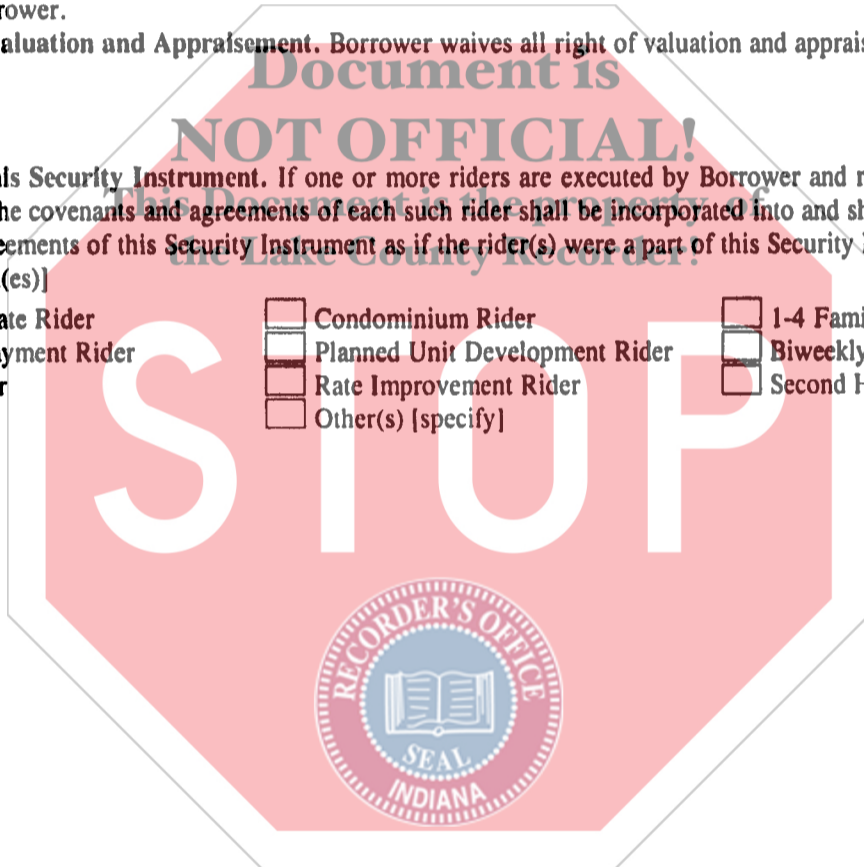 rower.
aluation and Appraisement. Borrower waives all right of valuation and apprais
Document is
NOT OFFICIAL!
is Security Instrument. If one or more riders are executed by Borrower and r
This Document is the property of
he covenants and agreements of each such rider shall be incorporated into and sh
eements of this Security Instrument as if the rider(s) were a part of this Security
the Lake County Recorder!
(es)]
ate Rider Condominium Rider 1-4 Fami
yment Rider Planned Unit Development Rider Biweekly
r Rate Improvement Rider Second H
Other(s) [specify]
STOP
RECORDER'S OFFICE
SEAL
INDIANA